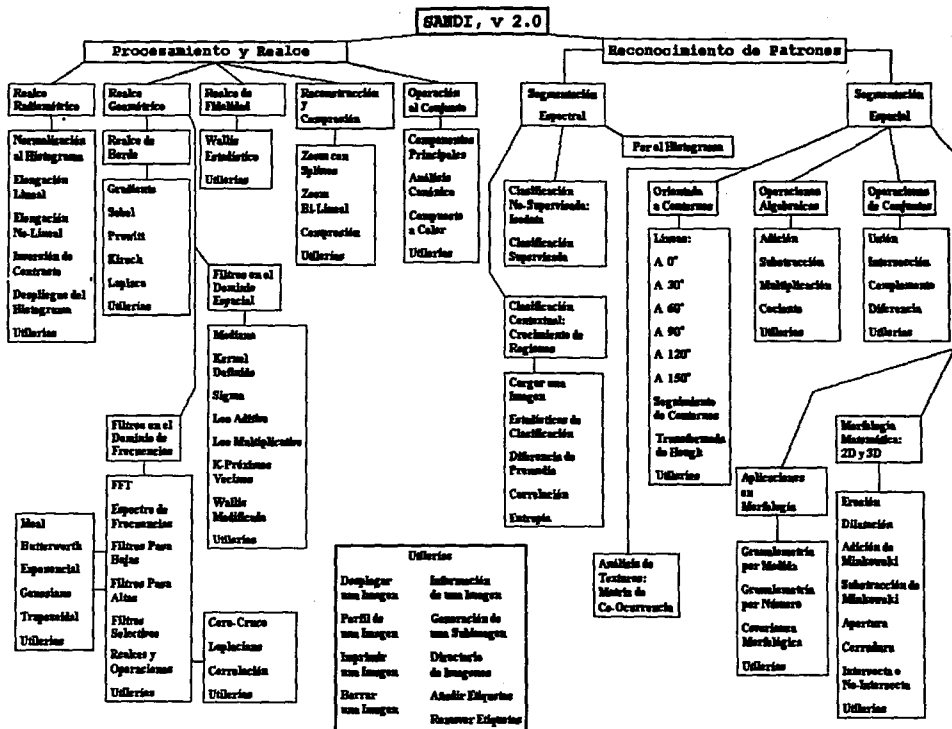 SANDI, v 2.0
Procesamiento y Realce
Reconocimiento de Patrones
Realce
Radiométrico
Normalización
al Histograma
Elongación
Lineal
Elongación
No-Lineal
Inversión de
Contraste
Despliegue del
Histograma
Utilerías
Realce
Geométrico
Realce de
Borde
Gradiente
Sobel
Prewitt
Kirsch
Laplace
Utilerías
Realce de
Fidelidad
Wallis
Estadístico
Utilerías
Reconstrucción
y
Compresión
Zoom con
Splines
Zoom
Bi-Lineal
Compresión
Utilerías
Operación
al Conjunto
Componentes
Principales
Análisis
Canónico
Compuesto
a Color
Utilerías
Filtros en el
Dominio
Espacial
Mediana
Kernel
Definido
Sigma
Lee Aditivo
Lee Multiplicativo
K-Próximos
Vecinos
Wallis
Modificado
Utilerías
Filtros en el
Dominio de
Frecuencias
FFT
Espectro de
Frecuencias
Filtros Pasa
Bajas
Filtros Pasa
Altas
Filtros
Selectivos
Realces y
Operaciones
Utilerías
Ideal
Butterworth
Exponencial
Gaussiano
Trapezoidal
Utilerías
Cero-Cruce
Laplaciano
Correlación
Utilerías
Segmentación
Espectral
Por el Histograma
Clasificación
No-Supervisada:
Isodata
Clasificación
Supervisada
Clasificación
Contextual:
Crecimiento de
Regiones
Cargar una
Imagen
Estadísticas de
Clasificación
Diferencia de
Promedio
Correlación
Entropía
Segmentación
Espacial
Orientada
a Contornos
Líneas:
A 0°
A 30°
A 60°
A 90°
A 120°
A 150°
Seguimiento
de Contornos
Transformada
de Hough
Utilerías
Operaciones
Algebraicas
Adición
Substracción
Multiplicación
Cociente
Utilerías
Operaciones
de Conjuntos
Unión
Intersección
Complemento
Diferencia
Utilerías
Análisis de
Texturas:
Matriz de
Co-Ocurrencia
Aplicaciones
en
Morfología
Granulometría
por Medida
Granulometría
por Número
Covarianza
Morfológica
Utilerías
Morfología
Matemática:
2D y 3D
Erosión
Dilatación
Adición de
Minkowski
Substracción de
Minkowski
Apertura
Cerradura
Intersecta o
No-Intersecta
Utilerías
Utilerías
Desplegar
una Imagen
Perfil de
una Imagen
Imprimir
una Imagen
Borrar
una Imagen
Información
de una Imagen
Generación de
una Subimagen
Directorio
de Imagenes
Añadir Etiquetas
Remover Etiquetas